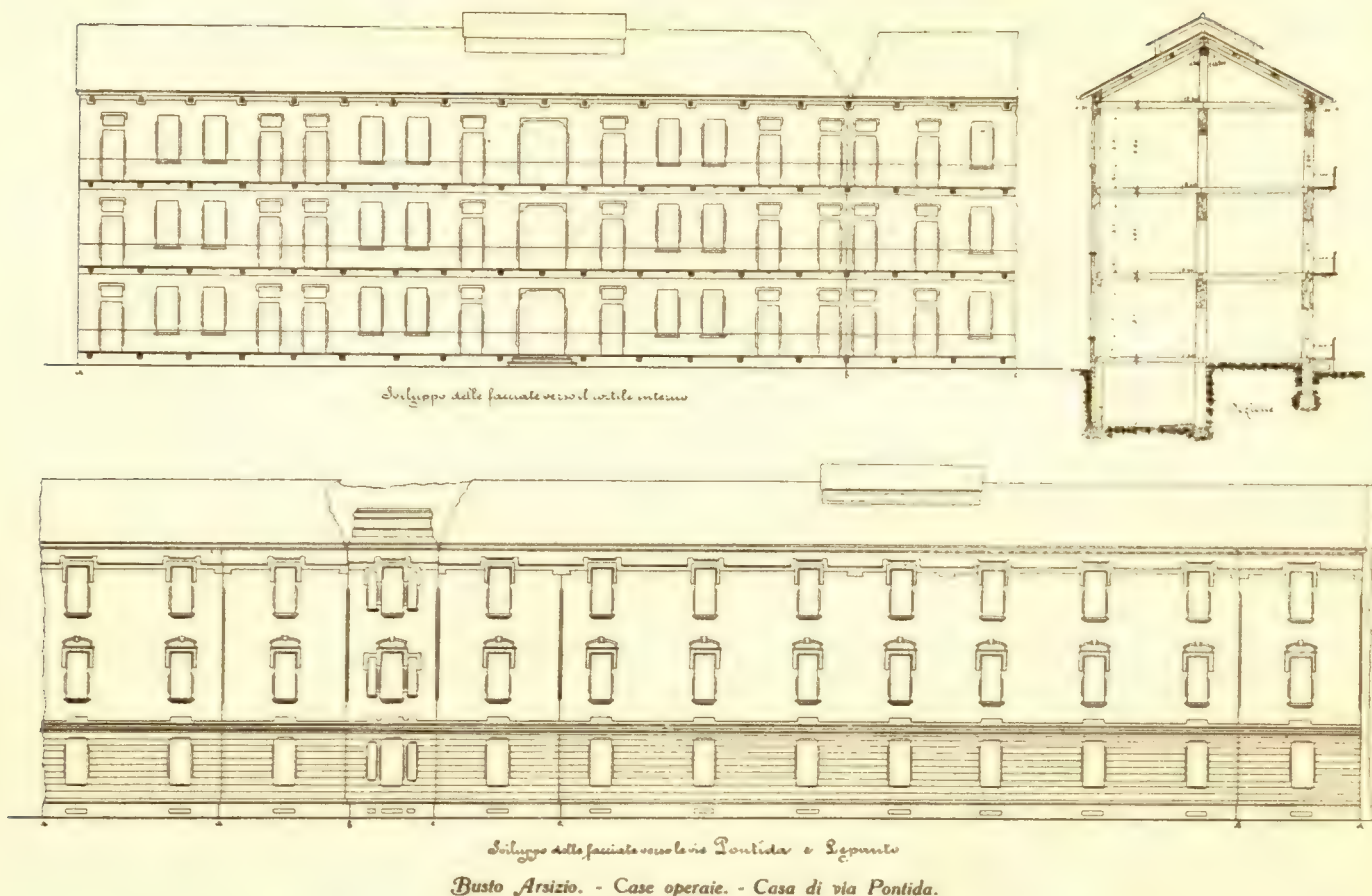 Sviluppo delle facciate verso il cortile interno
Sezione
Sviluppo delle facciate verso le vie Pontida e Lepanto
Busto Arsizio. - Case operaie. - Casa di via Pontida.